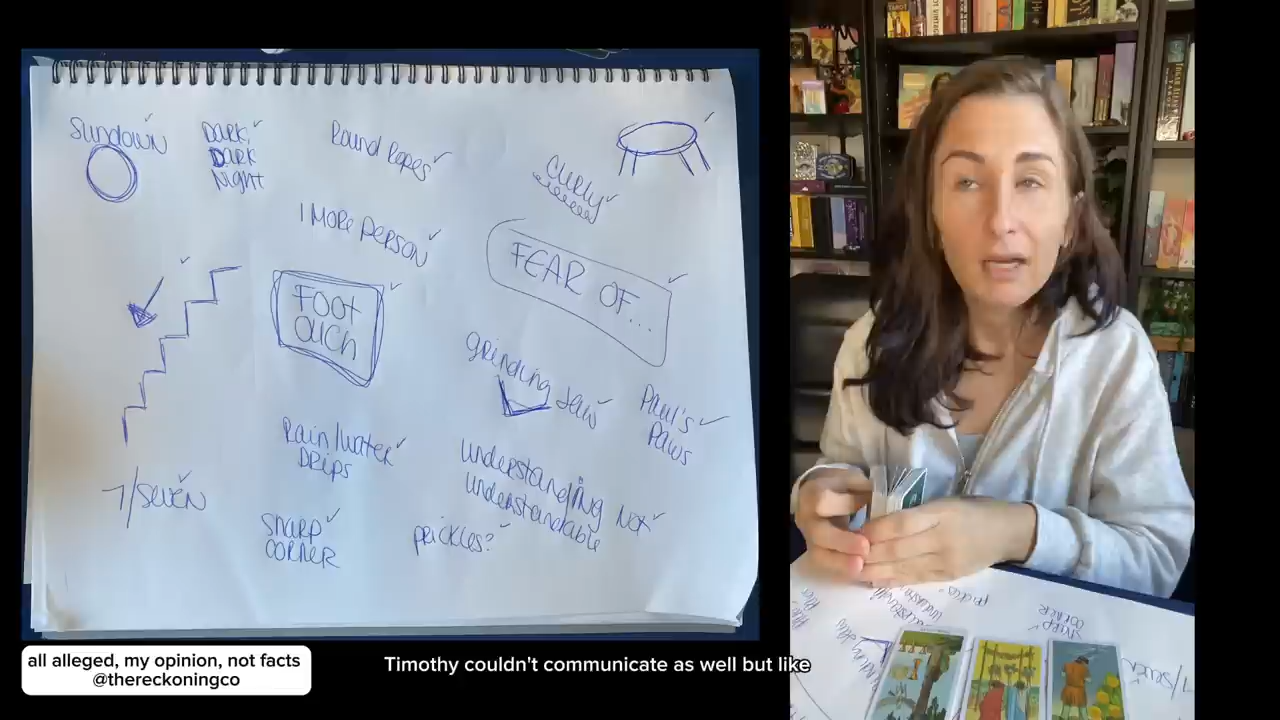 Sundown
DARK,
DARK
Night
Round Ropes
Curly
1 MORE PERSON
FEAR OF...
FOOT
OUCH
grinding Jaw
Paul's
Paws
Rain/water
DRips
understanding not
understandable
7/seven
SHARP
CORNER
prickles?
all alleged, my opinion, not facts
@thereckoningco
Timothy couldn't communicate as well but like